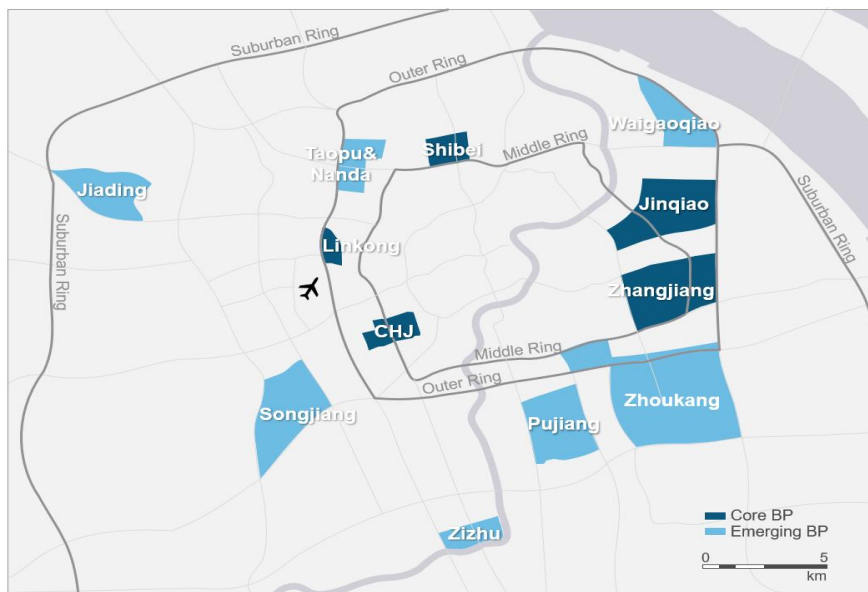 Suburban Ring
Outer Ring
Waigaoqiao
Taopu&
Nanda
Shibei
Middle Ring
Jiading
Jinqiao
Suburban Ring
Suburban Ring
Linkong
Zhangjiang
CHJ
Middle Ring
Outer Ring
Songjiang
Pujiang
Zhoukang
Zizhu
Core BP
Emerging BP
0 5
km